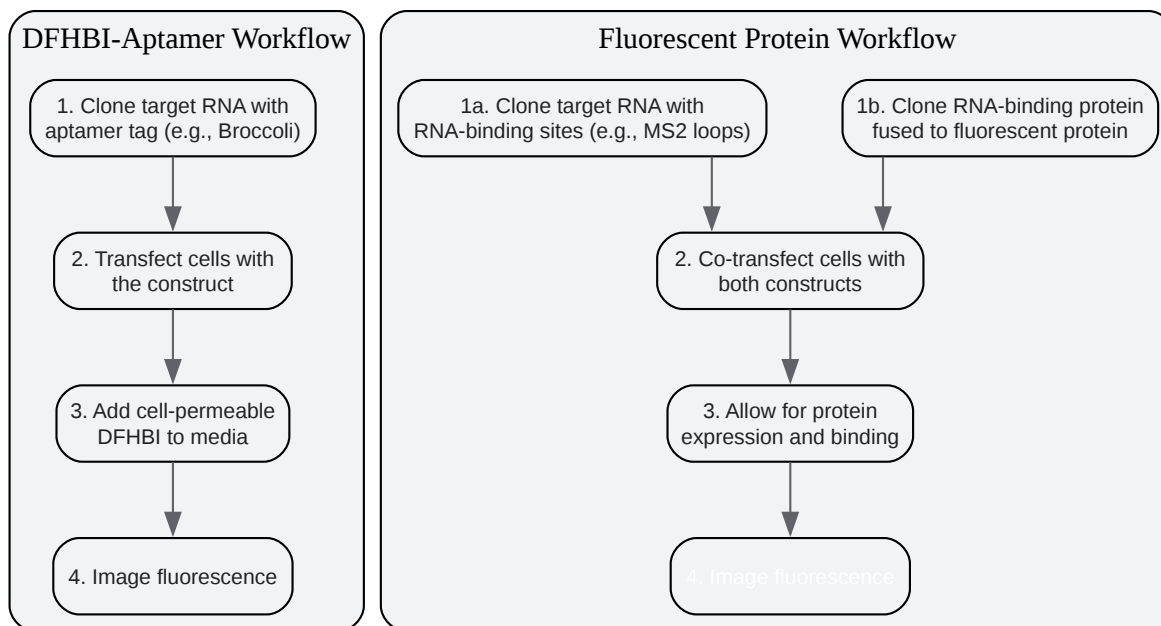 DFHBI-Aptamer Workflow
1. Clone target RNA with
aptamer tag (e.g., Broccoli)
2. Transfect cells with
the construct
3. Add cell-permeable
DFHBI to media
4. Image fluorescence
Fluorescent Protein Workflow
1a. Clone target RNA with
RNA-binding sites (e.g., MS2 loops)
1b. Clone RNA-binding protein
fused to fluorescent protein
2. Co-transfect cells with
both constructs
3. Allow for protein
expression and binding
4. Image fluorescence